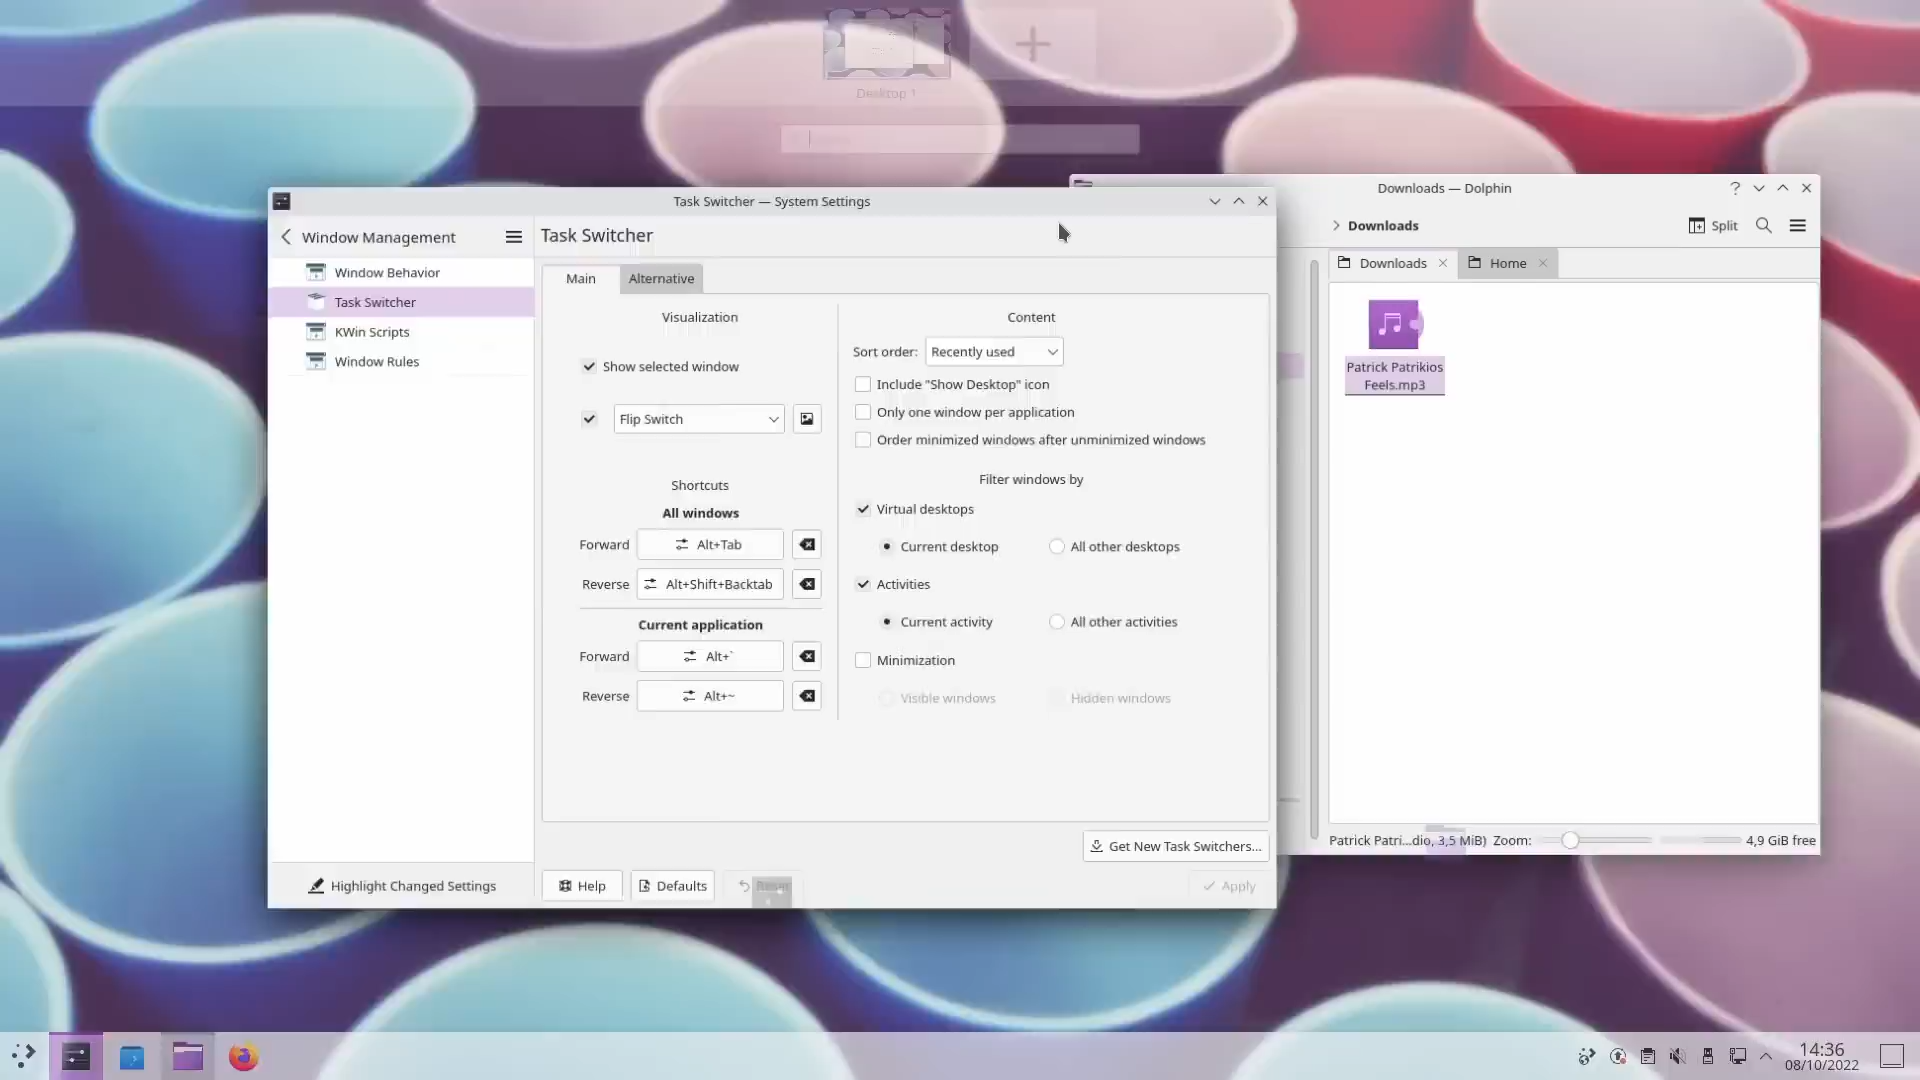 Desktop 1
Task Switcher — System Settings
Window Management
Window Behavior
Task Switcher
KWin Scripts
Window Rules
Highlight Changed Settings
Task Switcher
Main
Alternative
Visualization
Show selected window
Flip Switch
Shortcuts
All windows
Forward Alt+Tab
Reverse Alt+Shift+Backtab
Current application
Forward Alt+`
Reverse Alt+~
Content
Sort order: Recently used
Include "Show Desktop" icon
Only one window per application
Order minimized windows after unminimized windows
Filter windows by
Virtual desktops
Current desktop All other desktops
Activities
Current activity All other activities
Minimization
Visible windows Hidden windows
Get New Task Switchers...
Help
Defaults
Reset
Apply
Downloads — Dolphin
Downloads
Split
Downloads
Home
Patrick Patrikios
Feels.mp3
Patrick Patri...dio, 3,5 MiB) Zoom: 4,9 GiB free
14:36
08/10/2022